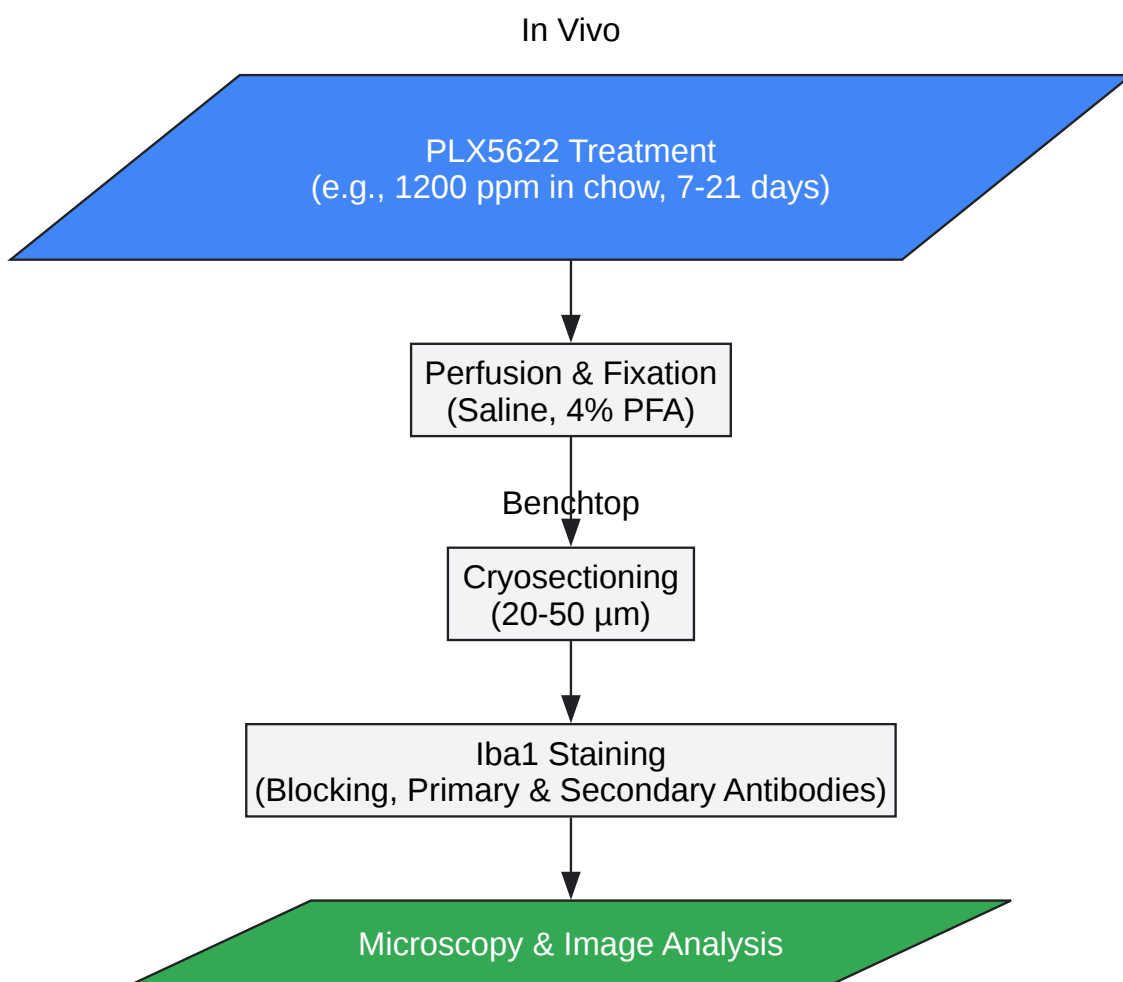 In Vivo
PLX5622 Treatment
(e.g., 1200 ppm in chow, 7-21 days)
Perfusion & Fixation
(Saline, 4% PFA)
Benchtop
Cryosectioning
(20-50 µm)
Iba1 Staining
(Blocking, Primary & Secondary Antibodies)
Microscopy & Image Analysis